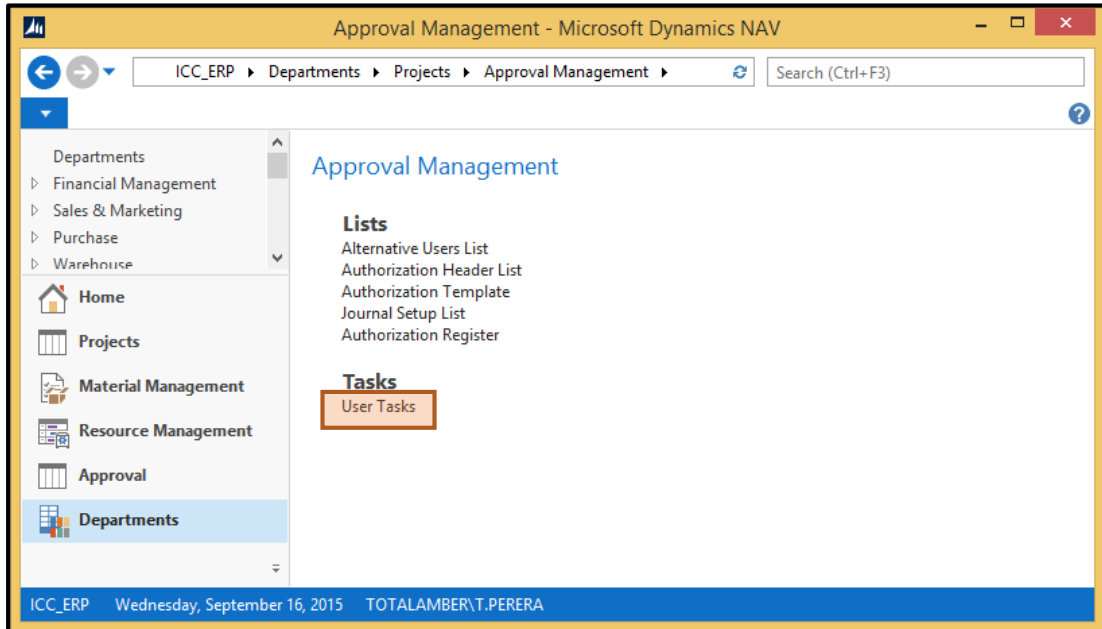 Approval Management - Microsoft Dynamics NAV
ICC_ERP ▸ Departments ▸ Projects ▸ Approval Management ▸
Search (Ctrl+F3)
Departments
Financial Management
Sales & Marketing
Purchase
Warehouse
Home
Projects
Material Management
Resource Management
Approval
Departments
Approval Management
Lists
Alternative Users List
Authorization Header List
Authorization Template
Journal Setup List
Authorization Register
Tasks
User Tasks
ICC_ERP Wednesday, September 16, 2015 TOTALAMBER\T.PERERA